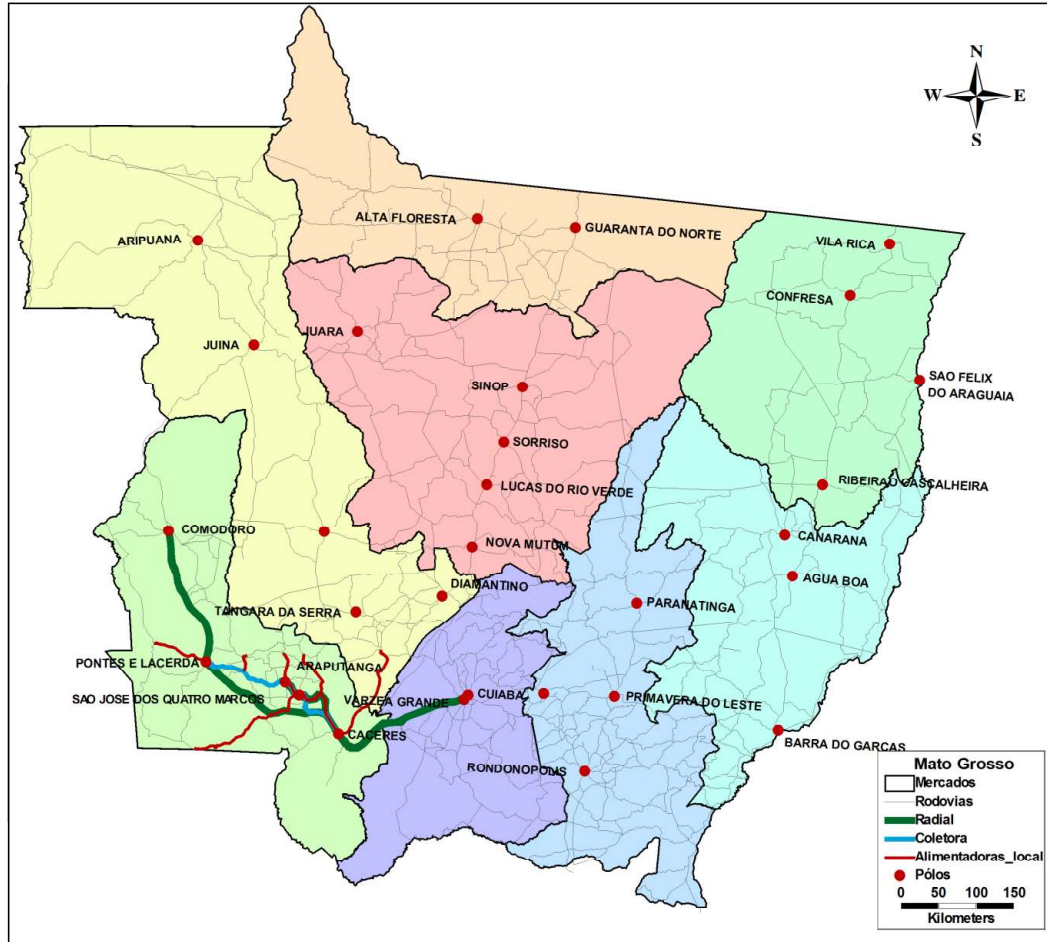 N
W E
S
ALTA FLORESTA
GUARANTA DO NORTE
ARIPUANA
VILA RICA
CONFRESA
JUARA
JUINA
SINOP
SAO FELIX
DO ARAGUAIA
SORRISO
LUCAS DO RIO VERDE
RIBEIRAO CASCALHEIRA
COMODORO
CANARANA
NOVA MUTUM
AGUA BOA
DIAMANTINO
TANGARA DA SERRA
PARANATINGA
PONTES E LACERDA
ARAPUTANGA
SAO JOSE DOS QUATRO MARCOS
VARZEA GRANDE
CUIABA
PRIMAVERA DO LESTE
CACERES
BARRA DO GARCAS
RONDONOPOLIS
Mato Grosso
Mercados
Rodovias
Radial
Coletora
Alimentadoras_local
Pólos
0 50 100 150
Kilometers